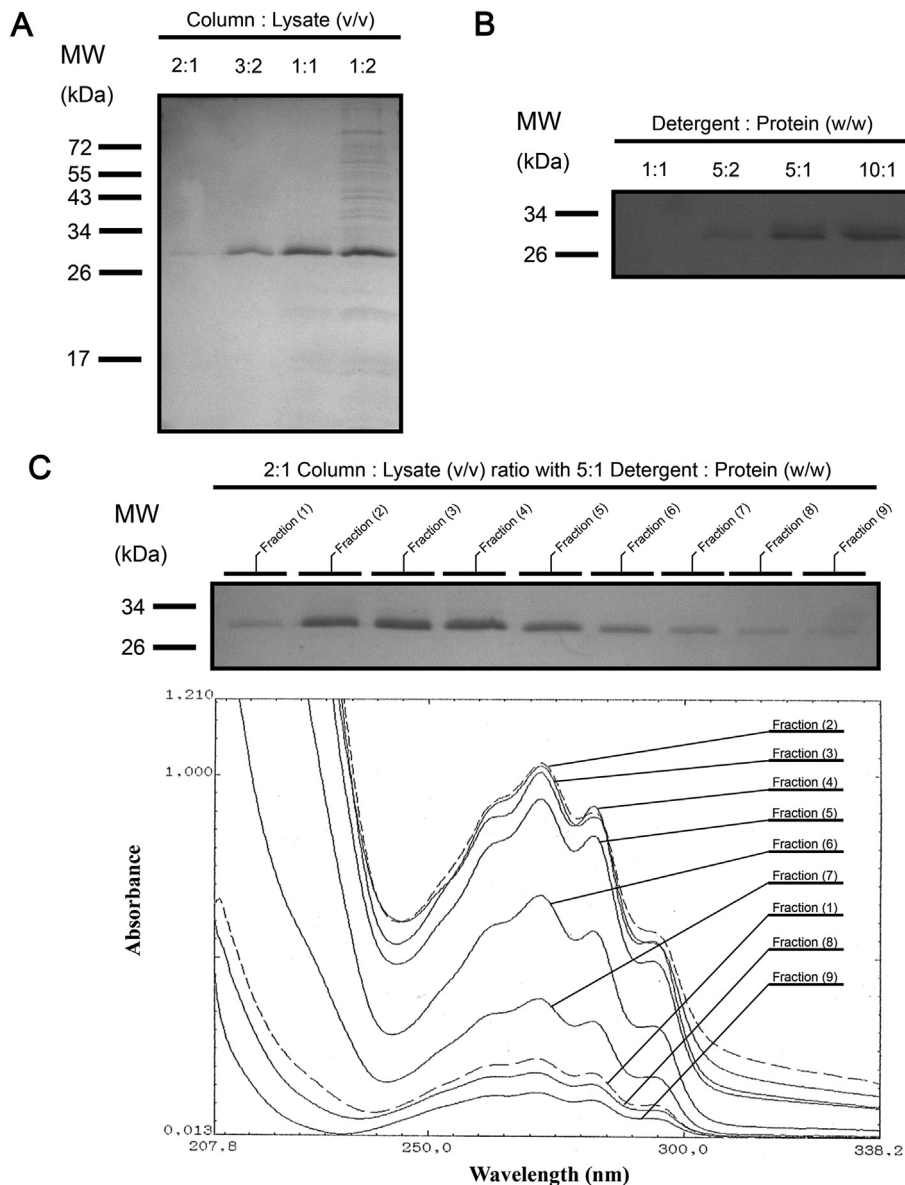 A
Column : Lysate (v/v)
MW
(kDa)
2:1 3:2 1:1 1:2
72
55
43
34
26
17
B
MW
(kDa)
Detergent : Protein (w/w)
1:1 5:2 5:1 10:1
34
26
C
2:1 Column : Lysate (v/v) ratio with 5:1 Detergent : Protein (w/w)
MW
(kDa)
Fraction (1) Fraction (2) Fraction (3) Fraction (4) Fraction (5) Fraction (6) Fraction (7) Fraction (8) Fraction (9)
34
26
1,210
1,000
0,013
Absorbance
Fraction (2)
Fraction (3)
Fraction (4)
Fraction (5)
Fraction (6)
Fraction (7)
Fraction (1)
Fraction (8)
Fraction (9)
207.8 250,0 300,0 338,2
Wavelength (nm)